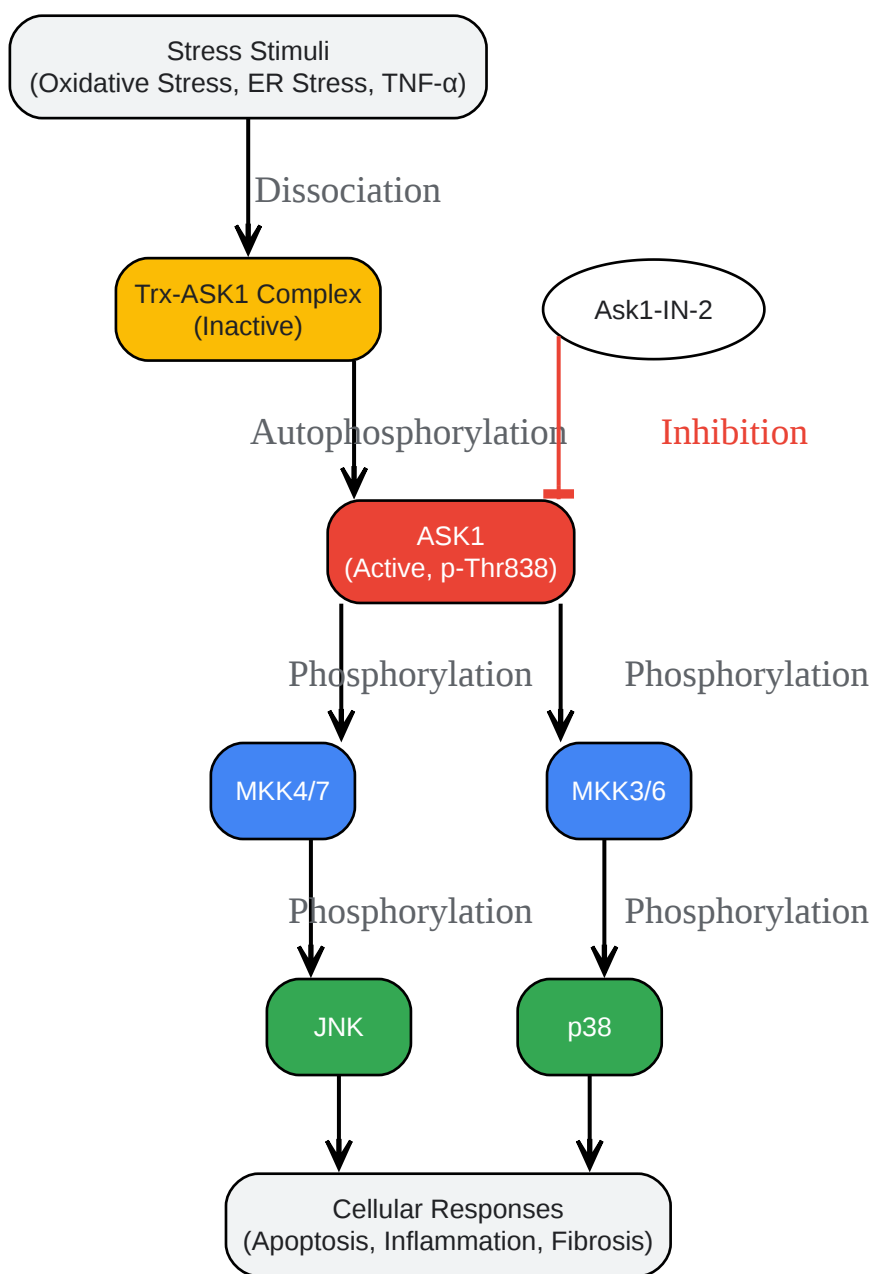 Stress Stimuli
(Oxidative Stress, ER Stress, TNF-α)
Dissociation
Trx-ASK1 Complex
(Inactive)
Ask1-IN-2
Autophosphorylation
Inhibition
ASK1
(Active, p-Thr838)
Phosphorylation
Phosphorylation
MKK4/7
MKK3/6
Phosphorylation
Phosphorylation
JNK
p38
Cellular Responses
(Apoptosis, Inflammation, Fibrosis)